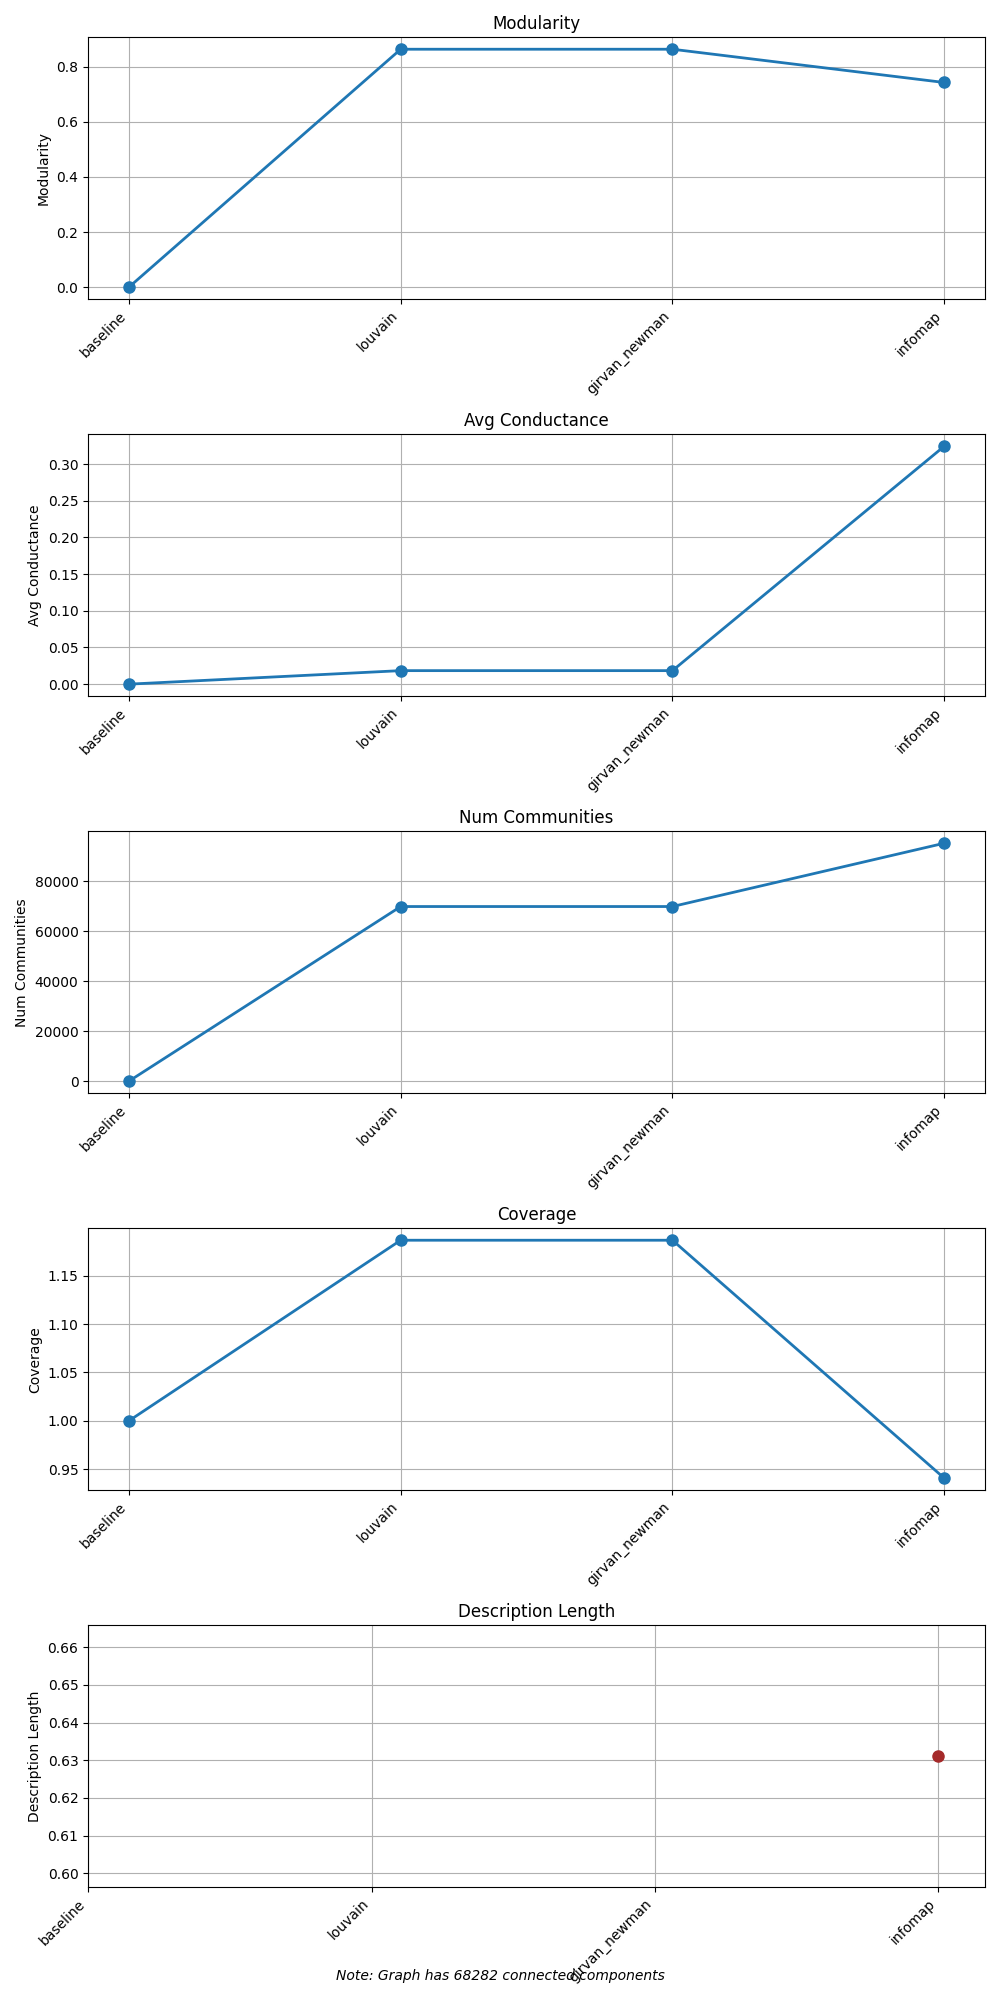 Modularity
Modularity
0.8
0.6
0.4
0.2
0.0
baseline
louvain
girvan_newman
infomap
Avg Conductance
Avg Conductance
0.30
0.25
0.20
0.15
0.10
0.05
0.00
baseline
louvain
girvan_newman
infomap
Num Communities
Num Communities
80000
60000
40000
20000
0
baseline
louvain
girvan_newman
infomap
Coverage
Coverage
1.15
1.10
1.05
1.00
0.95
baseline
louvain
girvan_newman
infomap
Description Length
Description Length
0.66
0.65
0.64
0.63
0.62
0.61
0.60
baseline
louvain
girvan_newman
infomap
Note: Graph has 68282 connected components